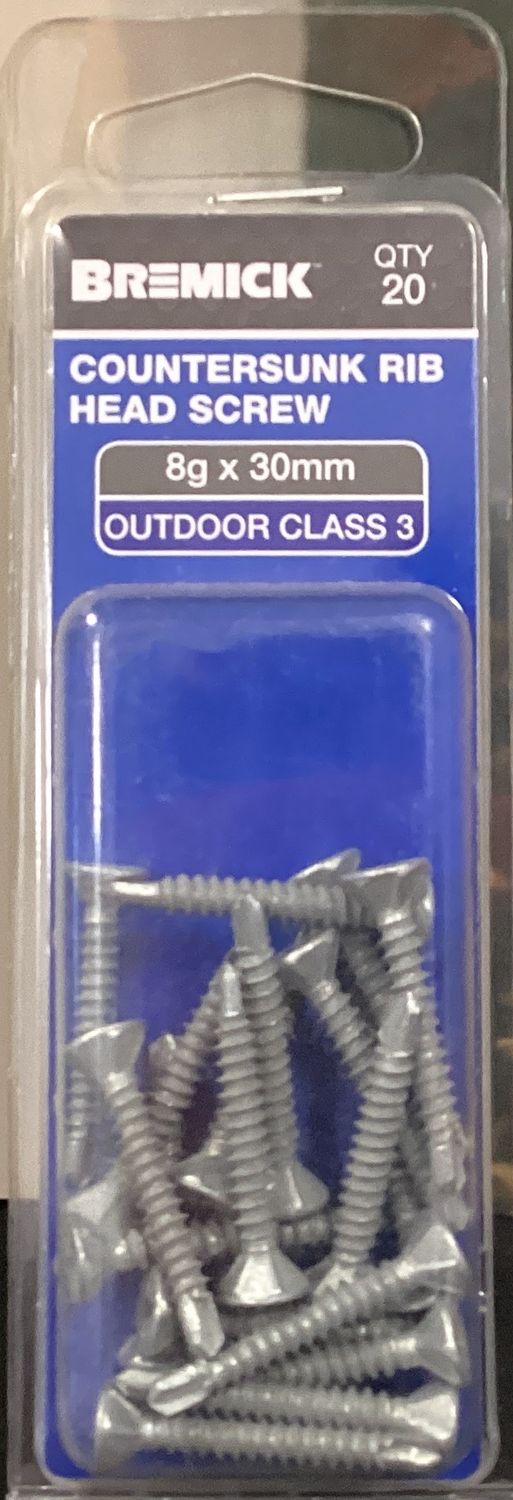 BREMICK
QTY
20
COUNTERSUNK RIB
HEAD SCREW
8g x 30mm
OUTDOOR CLASS 3